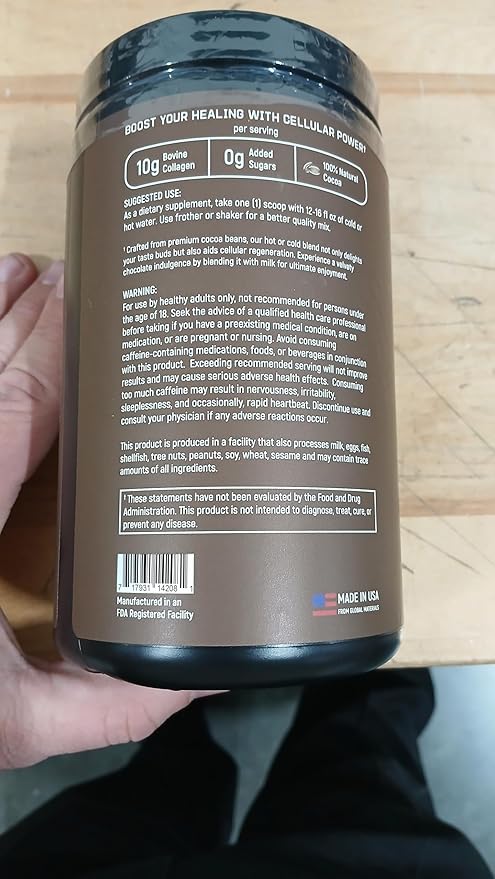 BOOST YOUR HEALING WITH CELLULAR POWER†
per serving
10g Bovine Collagen
0g Added Sugars
100% Natural Cocoa
SUGGESTED USE:
As a dietary supplement, take one (1) scoop with 12-16 fl oz of cold or
hot water. Use frother or shaker for a better quality mix.
† Crafted from premium cocoa beans, our hot or cold blend not only delights
your taste buds but also aids cellular regeneration. Experience a velvety
chocolate indulgence by blending it with milk for ultimate enjoyment.
WARNING:
For use by healthy adults only, not recommended for persons under
the age of 18. Seek the advice of a qualified health care professional
before taking if you have a preexisting medical condition, are on
medication, or are pregnant or nursing. Avoid consuming
caffeine-containing medications, foods, or beverages in conjunction
with this product. Exceeding recommended serving will not improve
results and may cause serious adverse health effects. Consuming
too much caffeine may result in nervousness, irritability,
sleeplessness, and occasionally, rapid heartbeat. Discontinue use and
consult your physician if any adverse reactions occur.
This product is produced in a facility that also processes milk, eggs, fish,
shellfish, tree nuts, peanuts, soy, wheat, sesame and may contain trace
amounts of all ingredients.
† These statements have not been evaluated by the Food and Drug
Administration. This product is not intended to diagnose, treat, cure, or
prevent any disease.
7 17931 14208 1
Manufactured in an
FDA Registered Facility
MADE IN USA
FROM GLOBAL MATERIALS